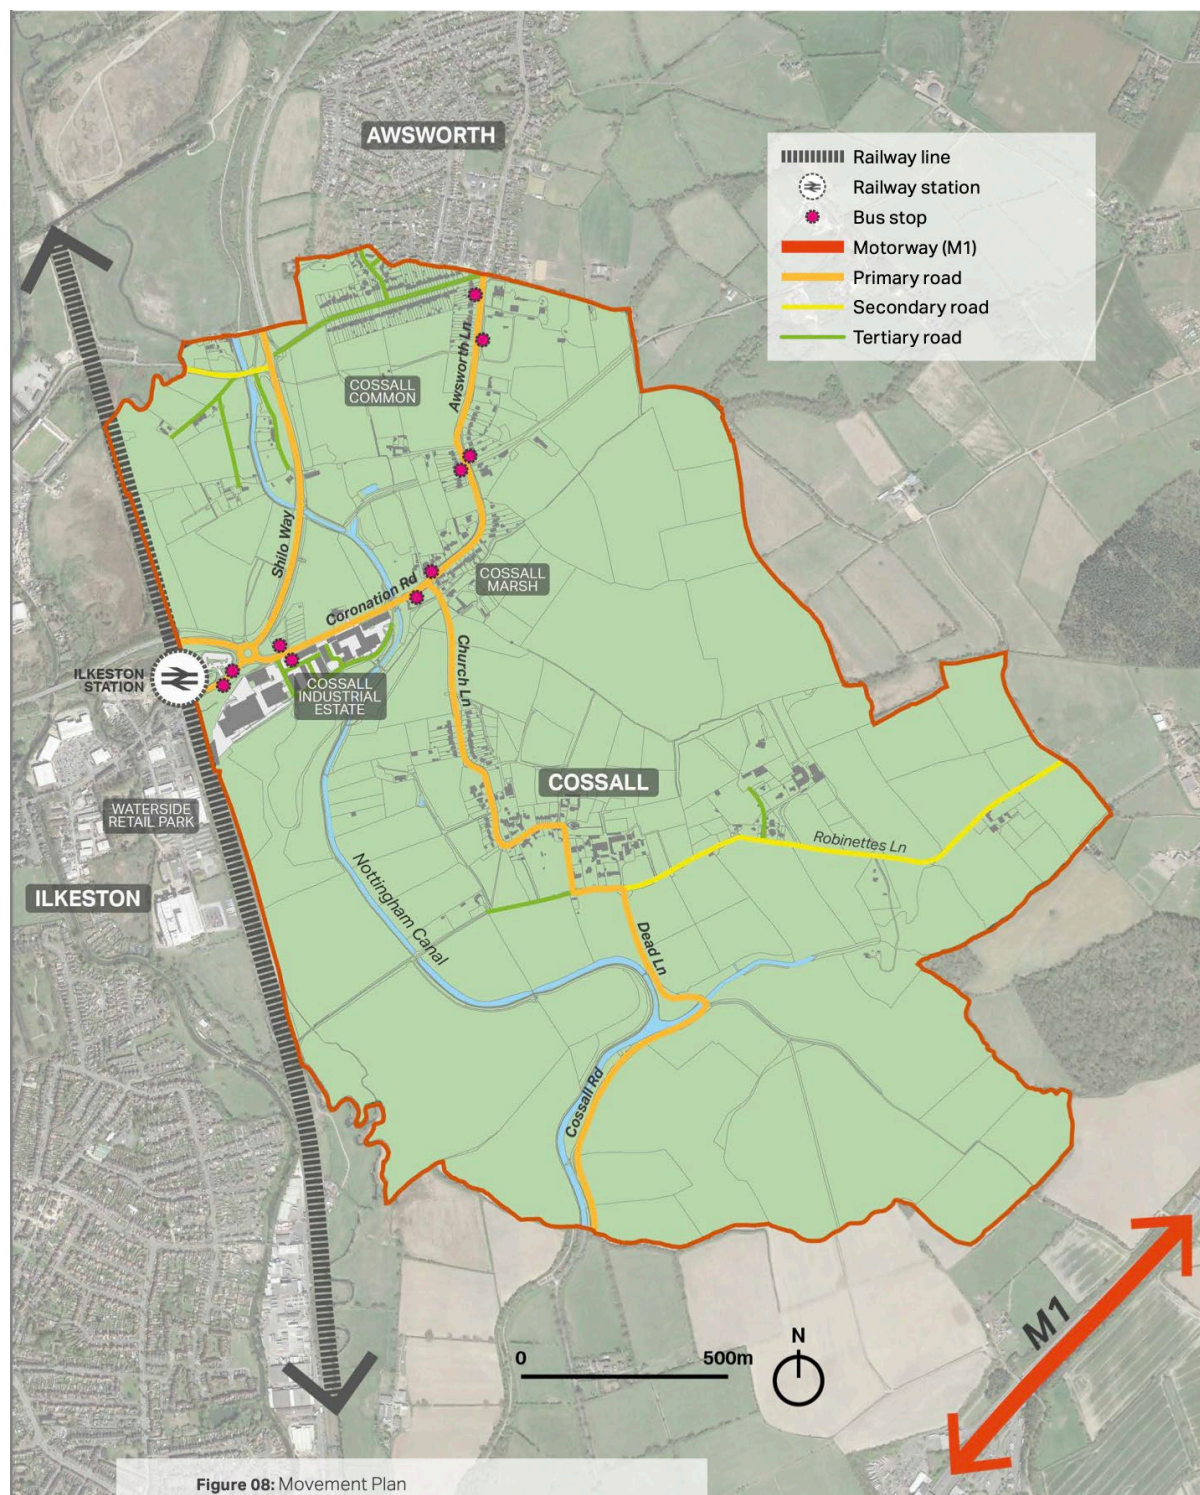 AWSWORTH
Railway line
Railway station
Bus stop
Motorway (M1)
Primary road
Secondary road
Tertiary road
Awsworth Ln
COSSALL
COMMON
Shilo Way
Coronation Rd
COSSALL
MARSH
Church Ln
ILKESTON
STATION
COSSALL
INDUSTRIAL
ESTATE
COSSALL
WATERSIDE
RETAIL PARK
Robinettes Ln
ILKESTON
Nottingham Canal
Dead Ln
Cossall Rd
M1
0
500m
N
Figure 08: Movement Plan